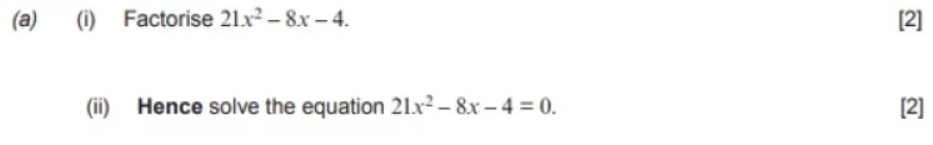 (a) (i) Factorise 21x² – 8x – 4. [2]
(ii) Hence solve the equation 21x² – 8x – 4 = 0. [2]